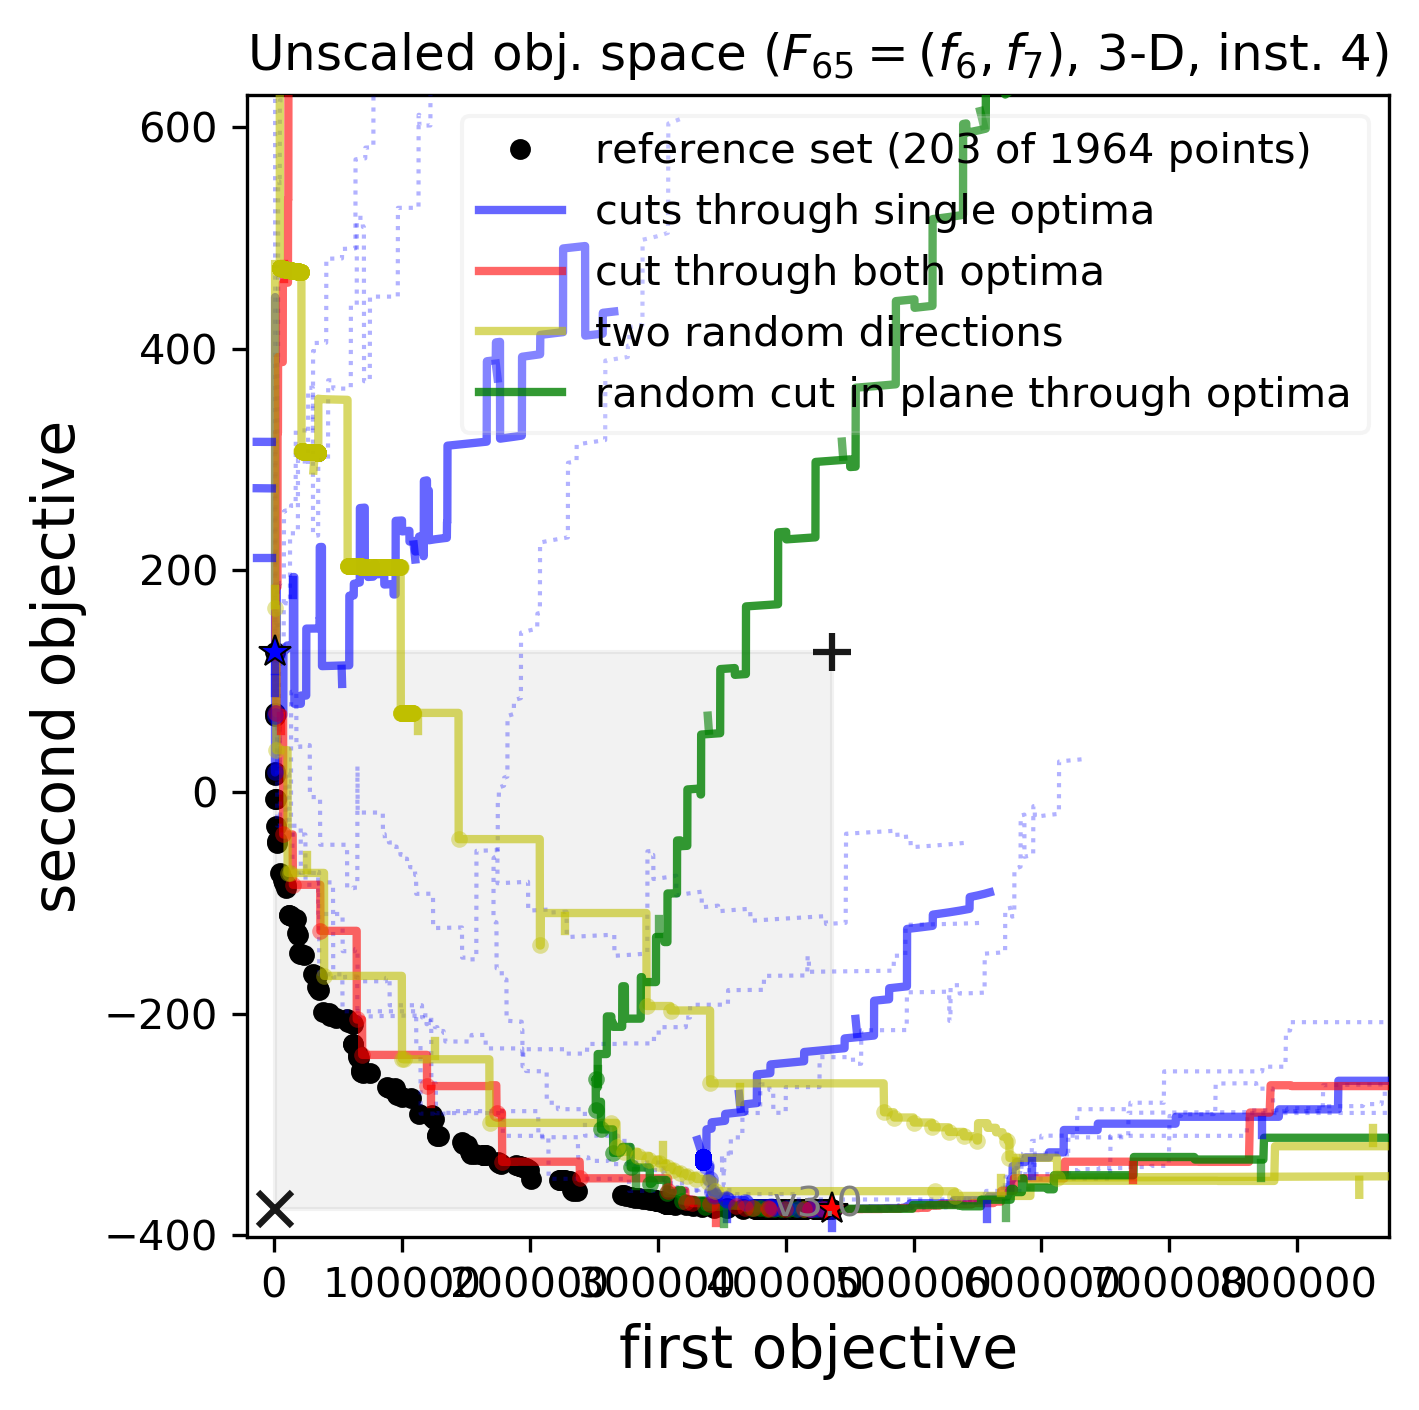 Unscaled obj. space (F65 = (f6, f7), 3-D, inst. 4)
600
400
200
0
−200
−400
second objective
reference set (203 of 1964 points)
cuts through single optima
cut through both optima
two random directions
random cut in plane through optima
v3.0
0 100000 200000 300000 400000 500000 600000 700000 800000
first objective